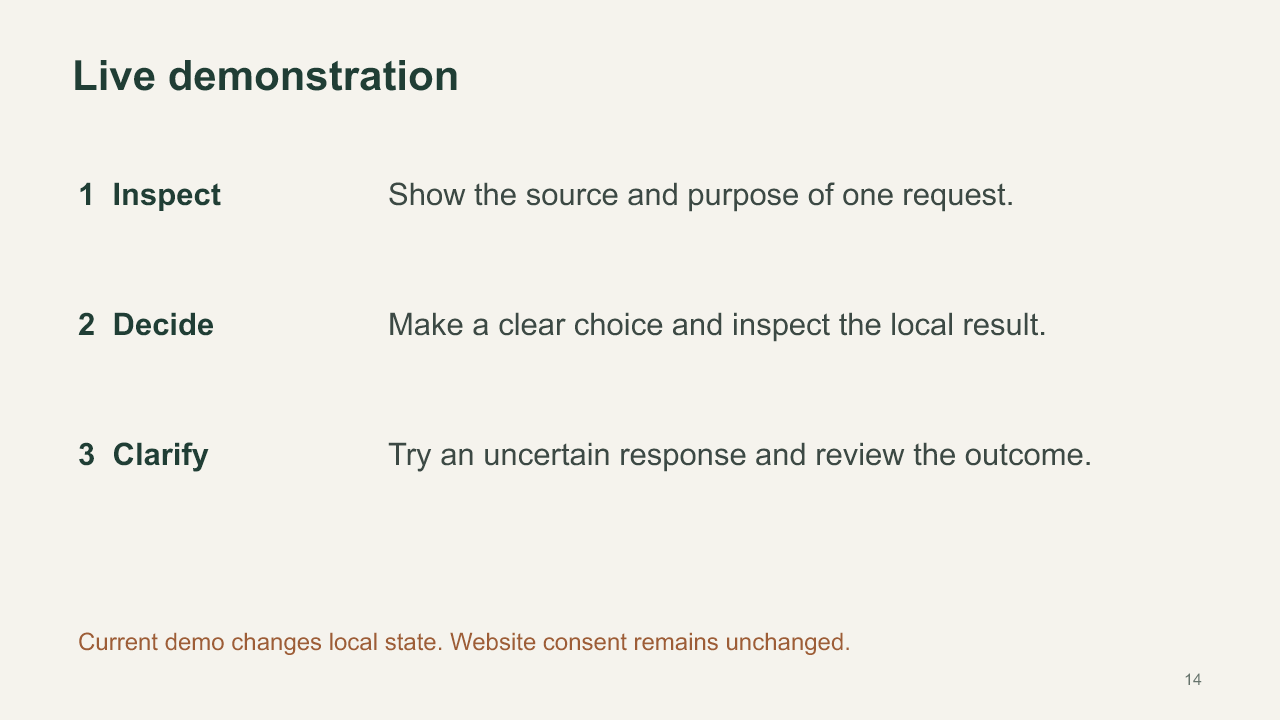 Live demonstration
1 Inspect Show the source and purpose of one request.
2 Decide Make a clear choice and inspect the local result.
3 Clarify Try an uncertain response and review the outcome.
Current demo changes local state. Website consent remains unchanged.
14